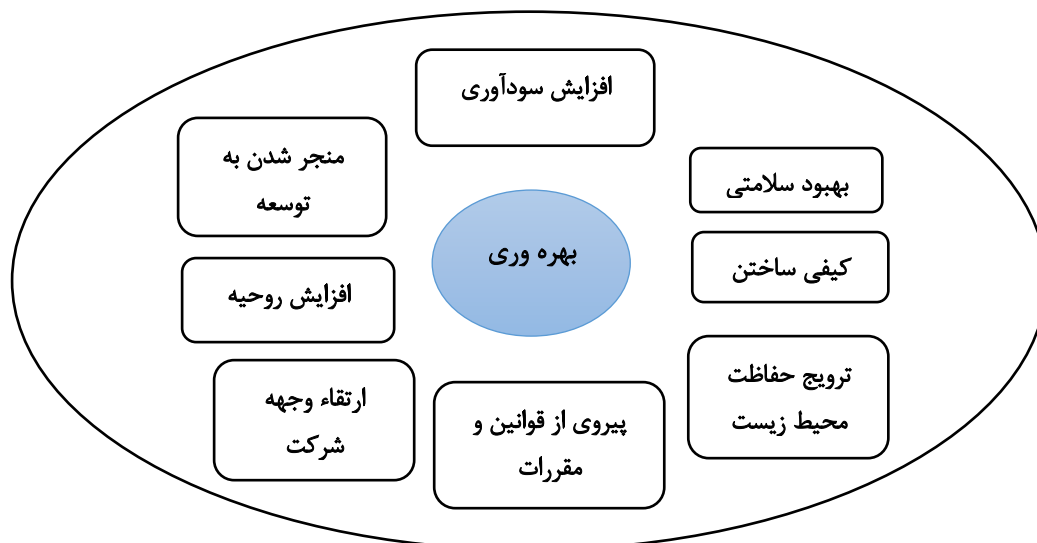 افزایش سودآوری
بهبود سلامتی
کیفی ساختن
ترویج حفاظت
محیط زیست
پیروی از قوانین و
مقررات
ارتقاء وجهه
شرکت
افزایش روحیه
منجر شدن به
توسعه
بهره وری